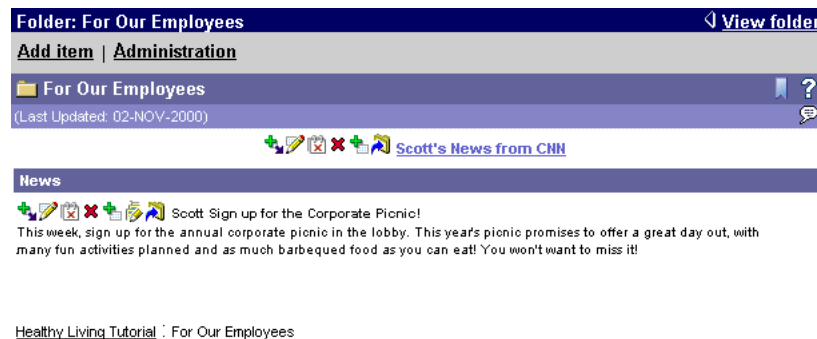 Folder: For Our Employees View folder
Add item | Administration
For Our Employees ?
(Last Updated: 02-NOV-2000)
Scott's News from CNN
News
Scott Sign up for the Corporate Picnic!
This week, sign up for the annual corporate picnic in the lobby. This year's picnic promises to offer a great day out, with
many fun activities planned and as much barbequed food as you can eat! You won't want to miss it!
Healthy Living Tutorial : For Our Employees